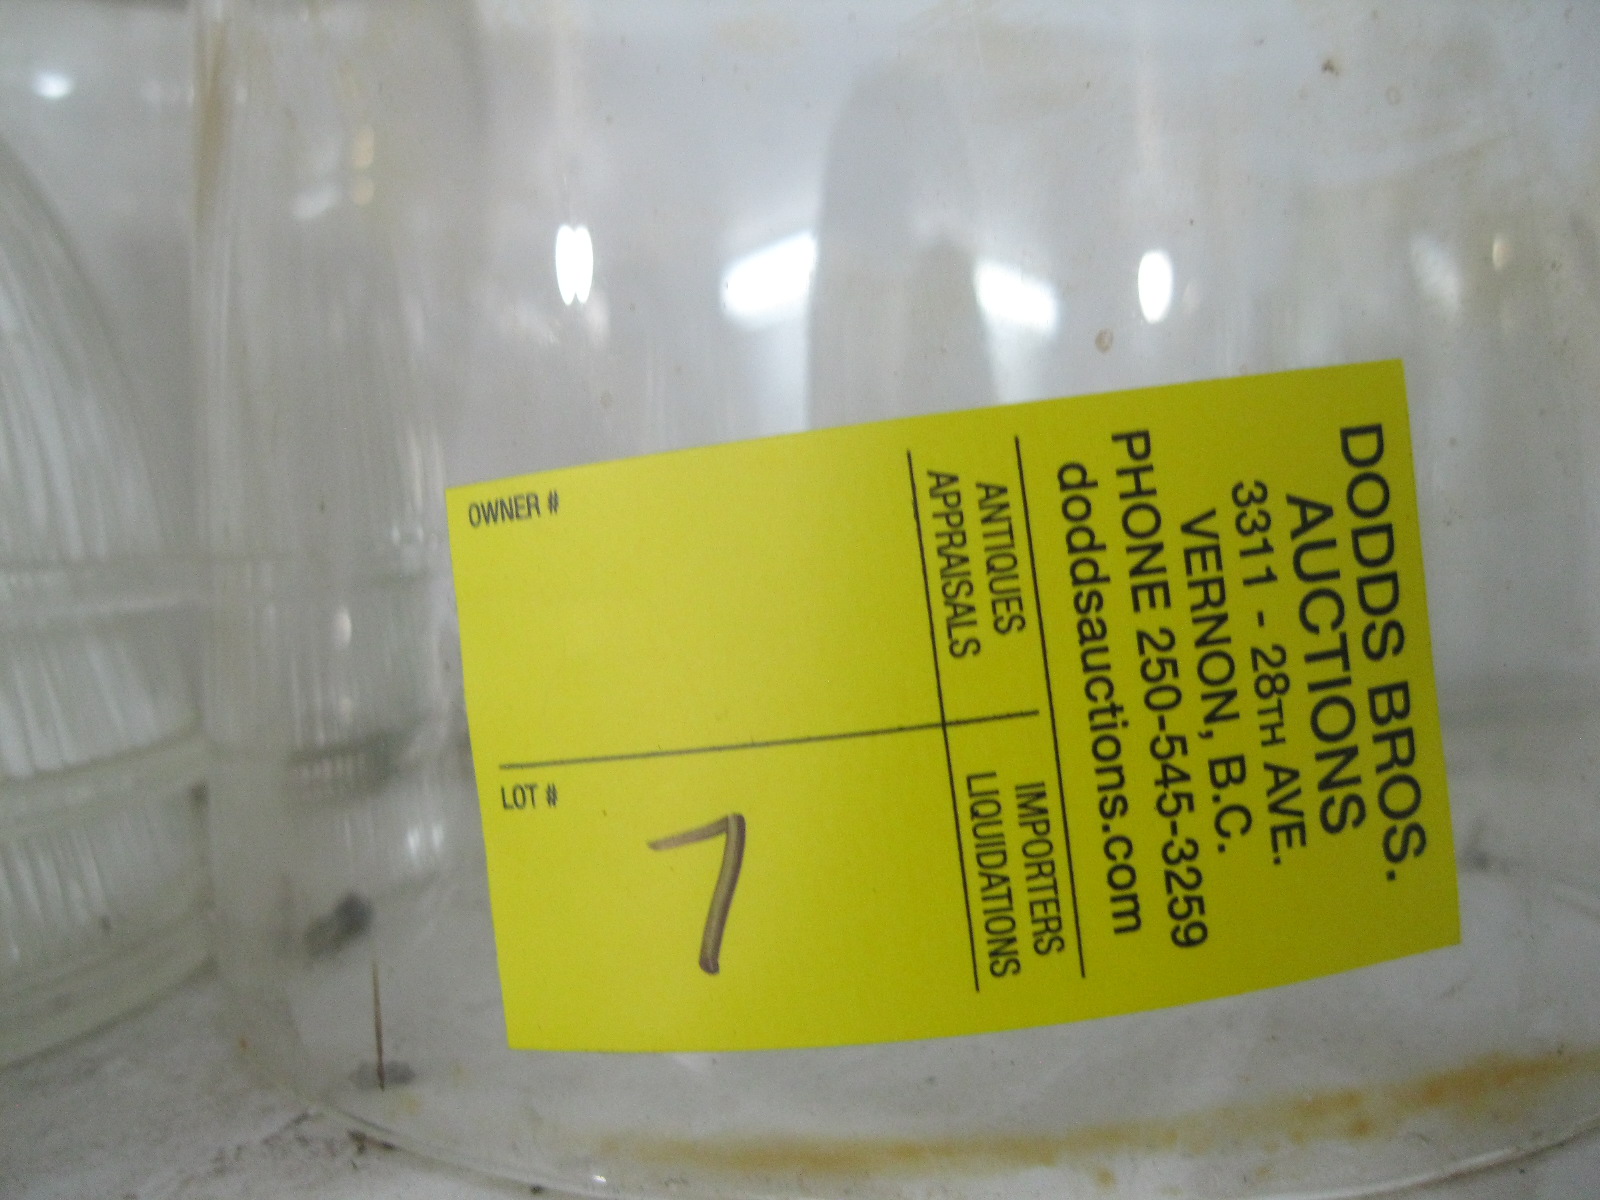 DODDS BROS.
AUCTIONS
3311 - 28TH AVE.
VERNON, B.C.
PHONE 250-545-3259
doddsauctions.com
ANTIQUES
APPRAISALS
IMPORTERS
LIQUIDATIONS
OWNER #
LOT #
7